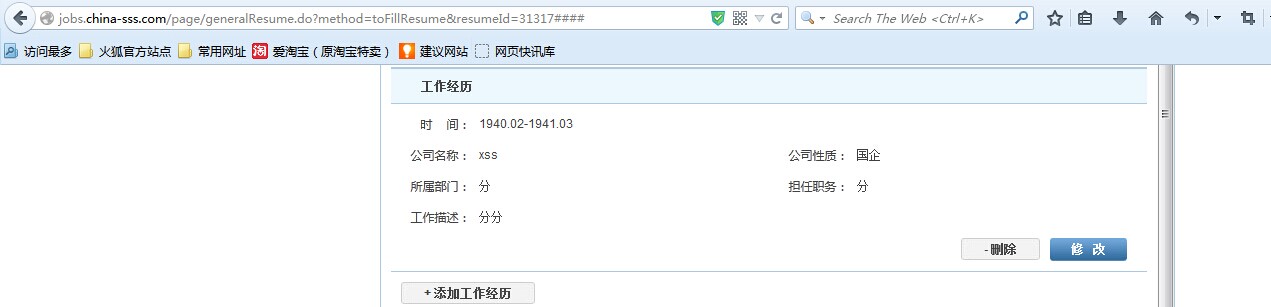 jobs.china-sss.com/page/generalResume.do?method=toFillResume&resumeId=31317####
Search The Web <Ctrl+K>
访问最多 火狐官方站点 常用网址 淘 爱淘宝（原淘宝特卖） 建议网站 网页快讯库
工作经历
时 间： 1940.02-1941.03
公司名称： xss 公司性质： 国企
所属部门： 分 担任职务： 分
工作描述： 分分
-删除 修 改
+添加工作经历